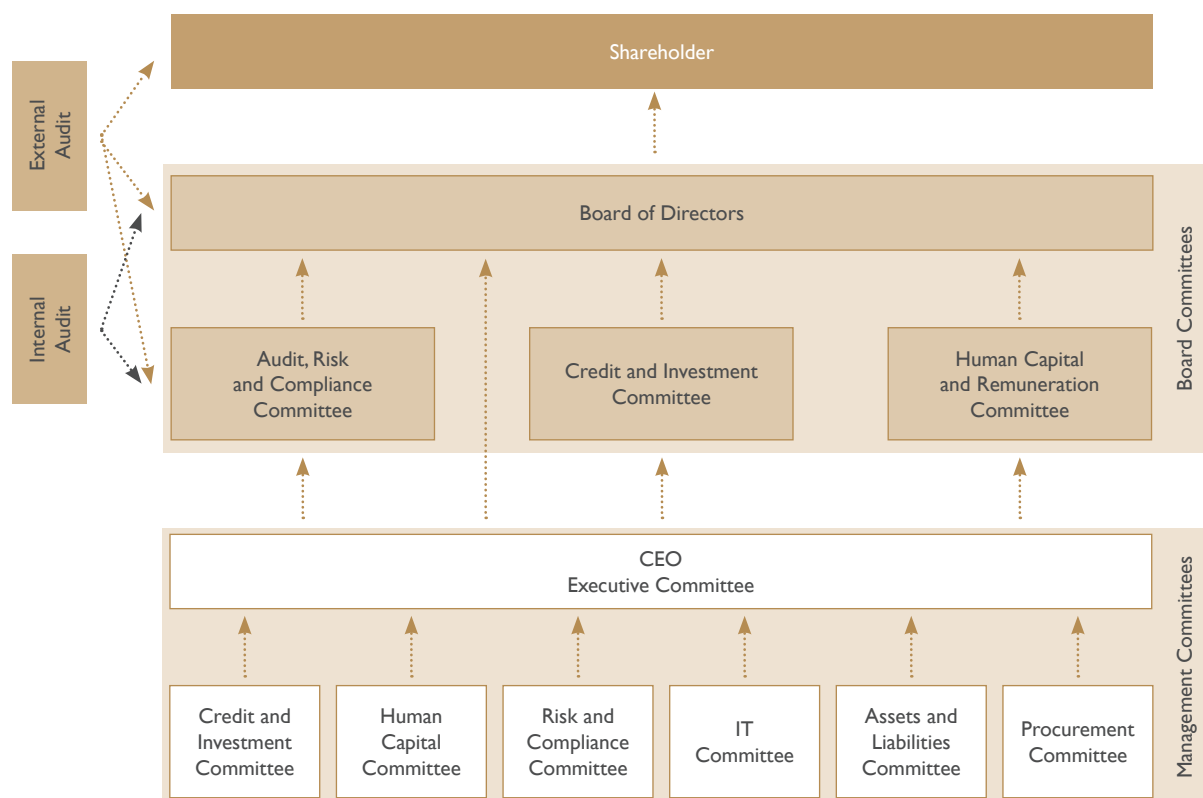 Shareholder
External
Audit
Board of Directors
Internal
Audit
Audit, Risk
and Compliance
Committee
Credit and Investment
Committee
Human Capital
and Remuneration
Committee
Board Committees
CEO
Executive Committee
Credit and
Investment
Committee
Human
Capital
Committee
Risk and
Compliance
Committee
IT
Committee
Assets and
Liabilities
Committee
Procurement
Committee
Management Committees